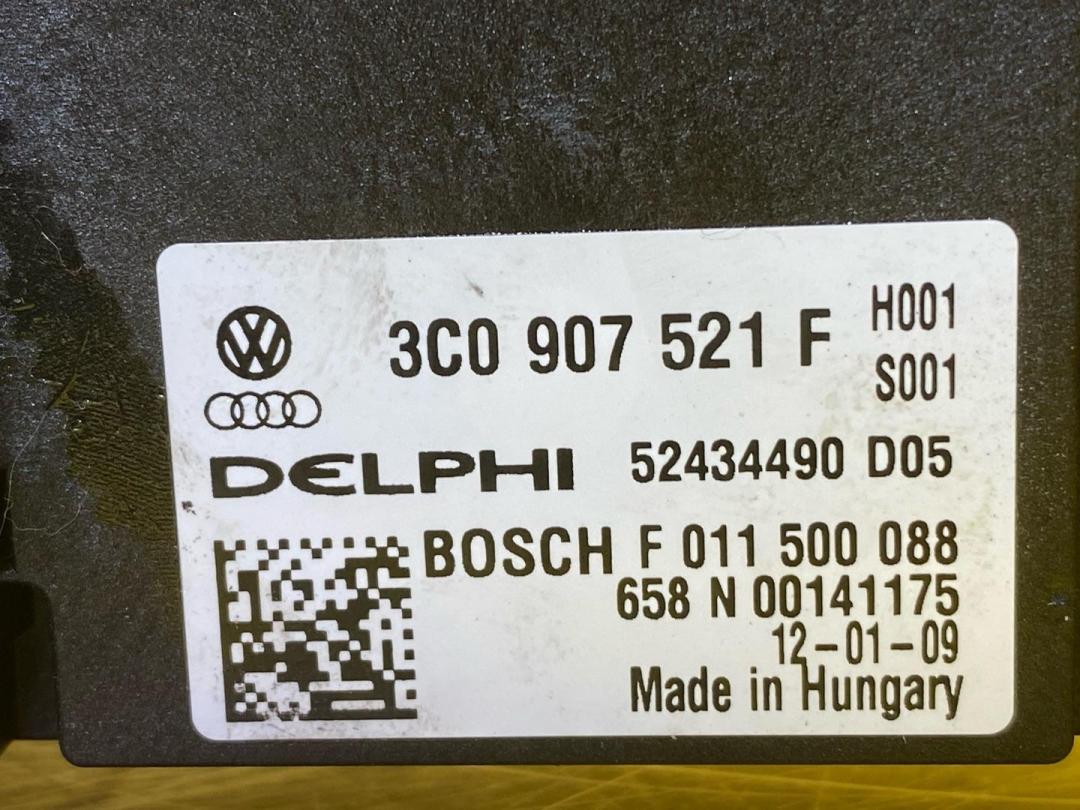 3C0 907 521 F H001
S001
DELPHI 52434490 D05
BOSCH F 011 500 088
658 N 00141175
12-01-09
Made in Hungary